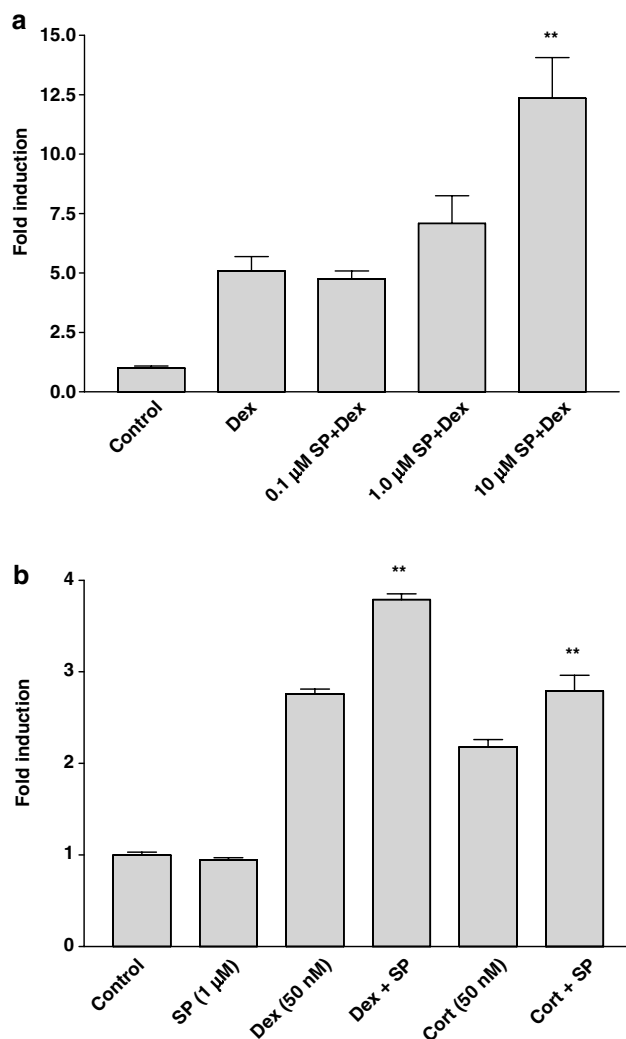 a
15.0
**
12.5
10.0
7.5
5.0
2.5
0.0
Fold induction
Control
Dex
0.1 µM SP+Dex
1.0 µM SP+Dex
10 µM SP+Dex
b
4
**
3
**
2
1
0
Fold induction
Control
SP (1 µM)
Dex (50 nM)
Dex + SP
Cort (50 nM)
Cort + SP